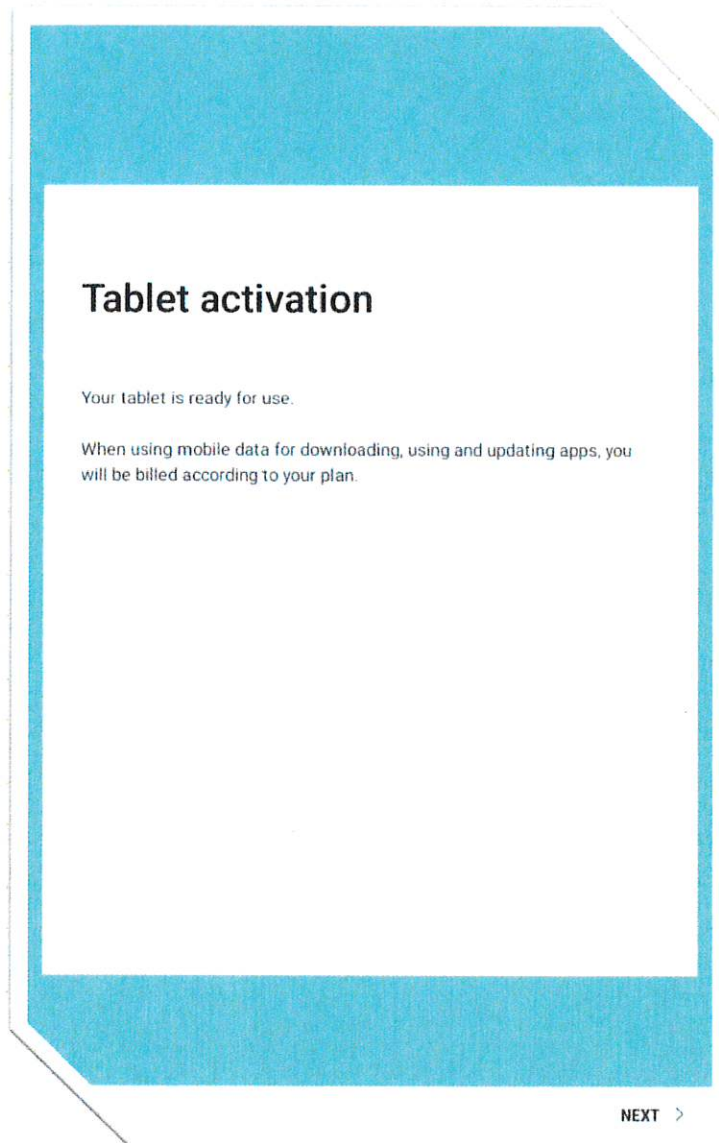 Tablet activation
Your tablet is ready for use.
When using mobile data for downloading, using and updating apps, you
will be billed according to your plan.
NEXT >